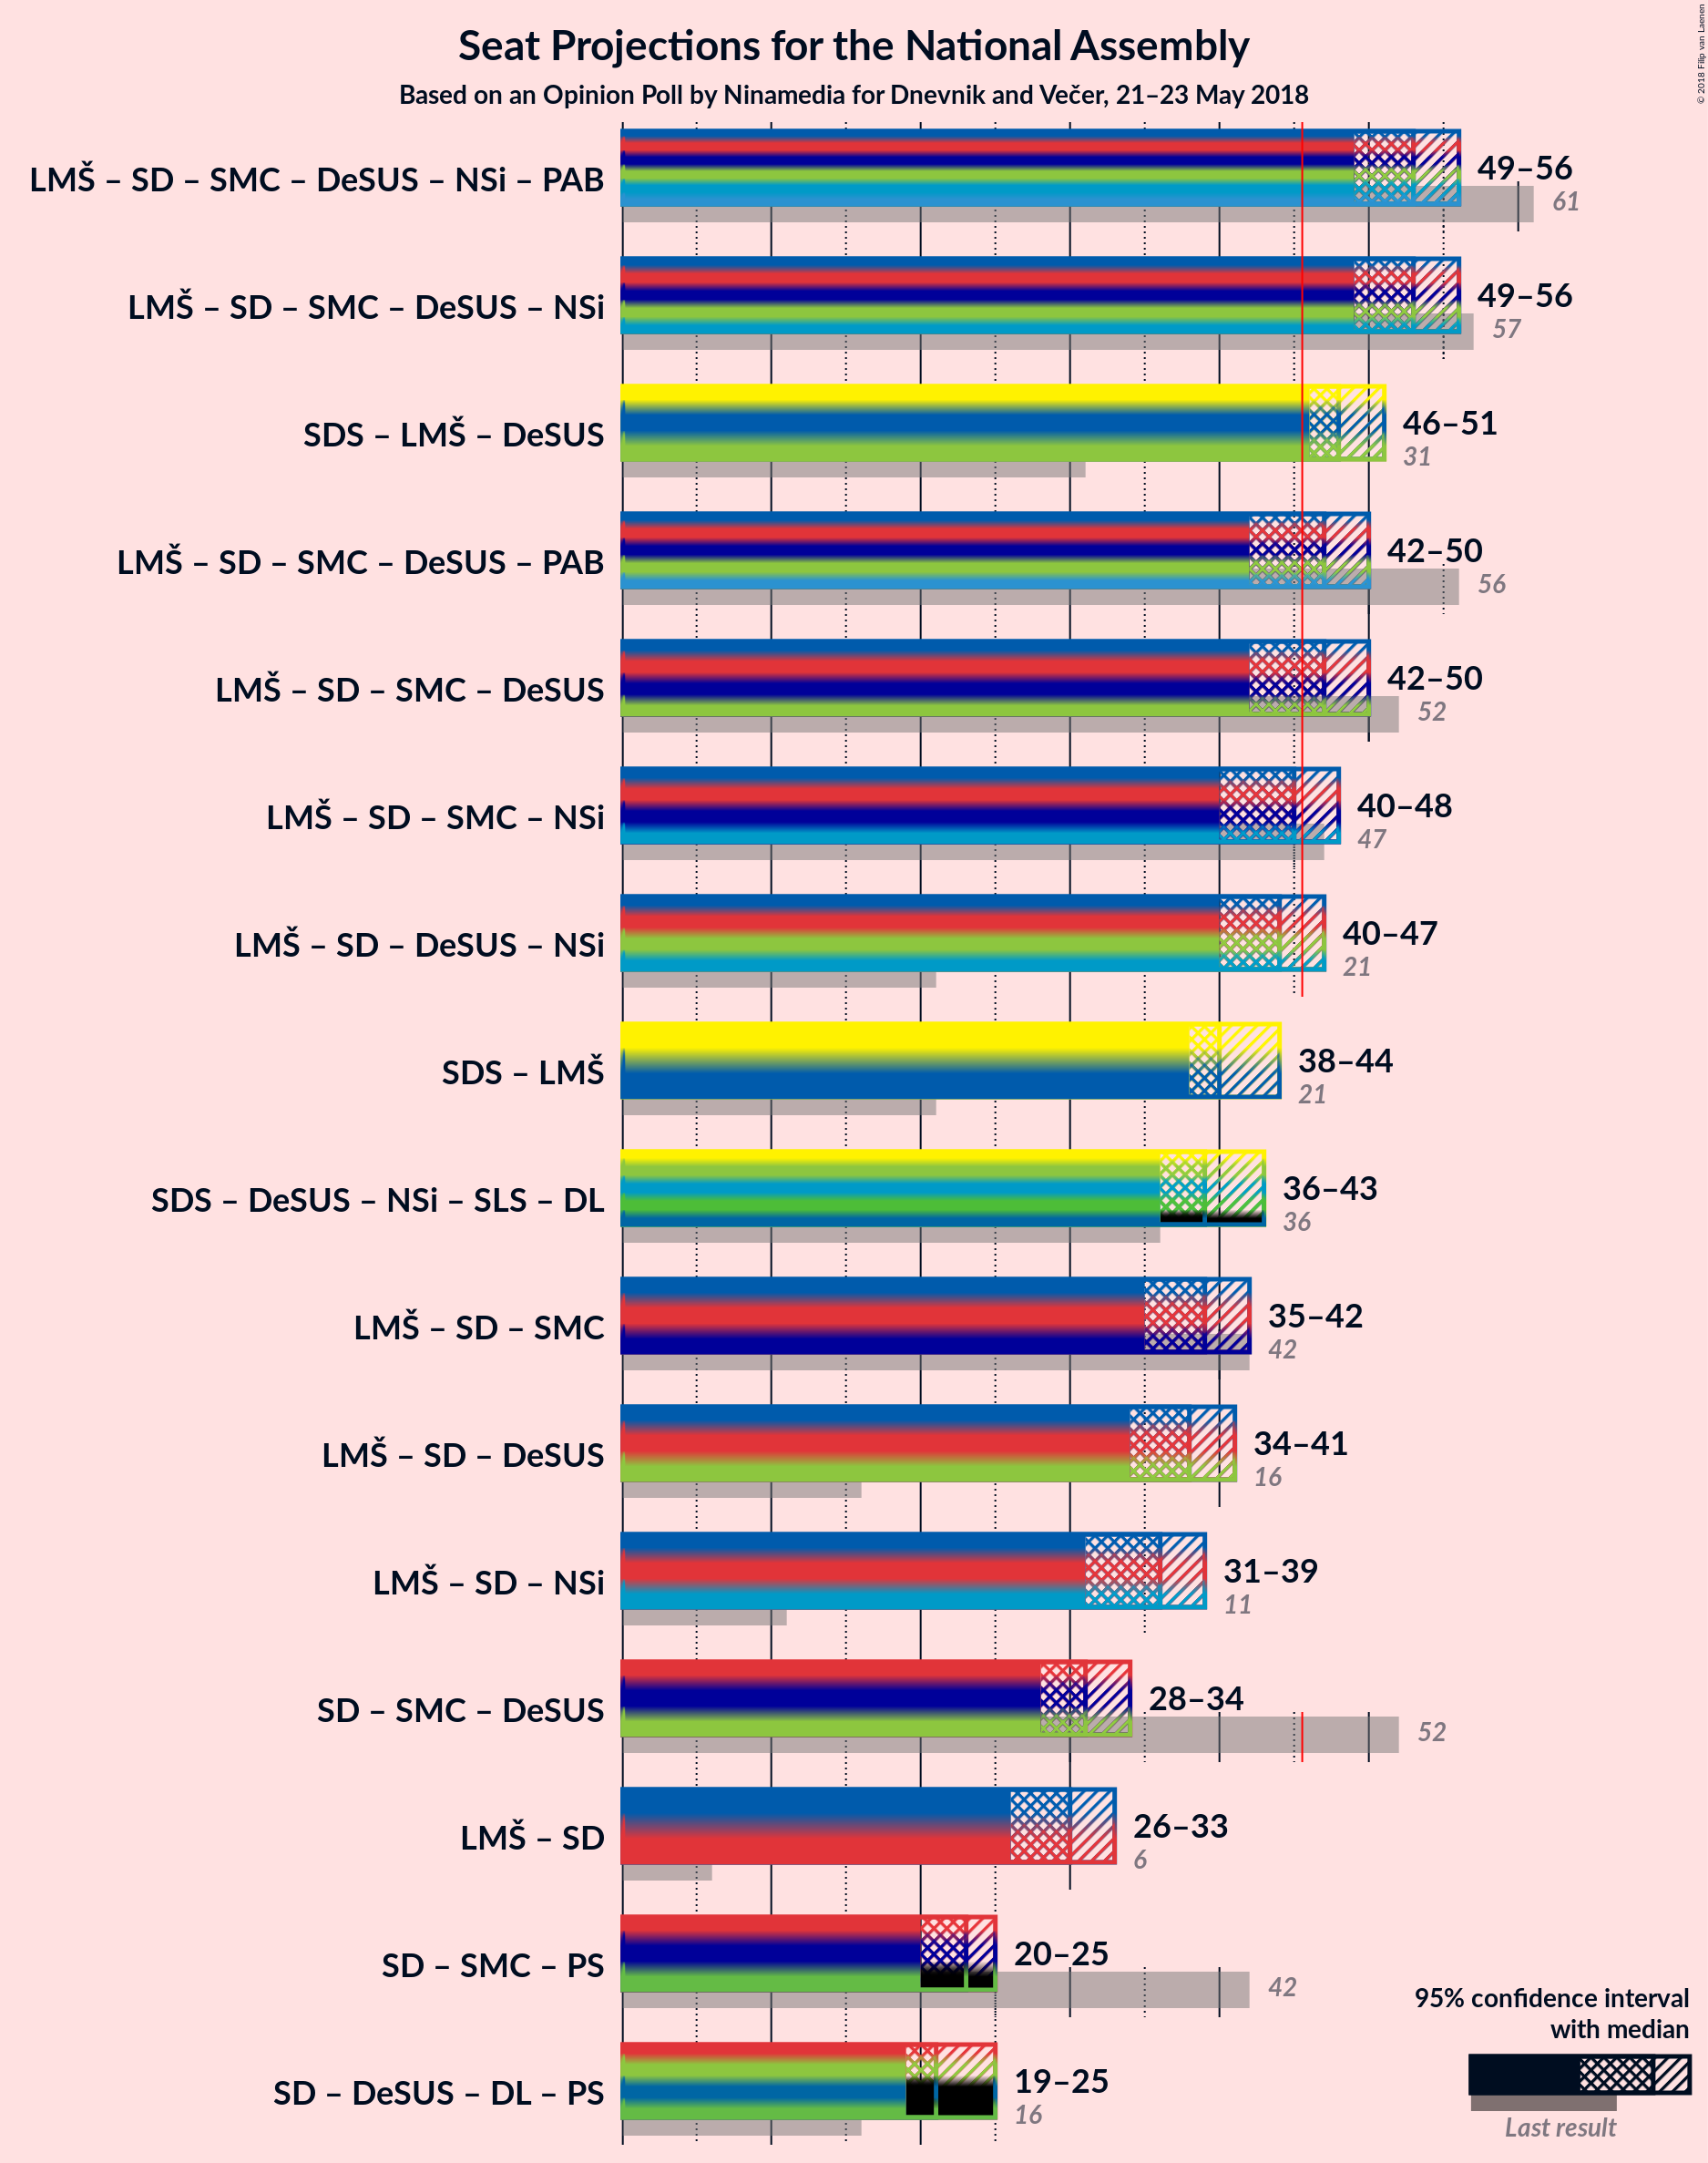 Seat Projections for the National Assembly
Based on an Opinion Poll by Ninamedia for Dnevnik and Večer, 21–23 May 2018
© 2018 Filip van Laenen
LMŠ – SD – SMC – DeSUS – NSi – PAB
49–56
61
LMŠ – SD – SMC – DeSUS – NSi
49–56
57
SDS – LMŠ – DeSUS
46–51
31
LMŠ – SD – SMC – DeSUS – PAB
42–50
56
LMŠ – SD – SMC – DeSUS
42–50
52
LMŠ – SD – SMC – NSi
40–48
47
LMŠ – SD – DeSUS – NSi
40–47
21
SDS – LMŠ
38–44
21
SDS – DeSUS – NSi – SLS – DL
36–43
36
LMŠ – SD – SMC
35–42
42
LMŠ – SD – DeSUS
34–41
16
LMŠ – SD – NSi
31–39
11
SD – SMC – DeSUS
28–34
52
LMŠ – SD
26–33
6
SD – SMC – PS
20–25
42
SD – DeSUS – DL – PS
19–25
16
95% confidence interval
with median
Last result